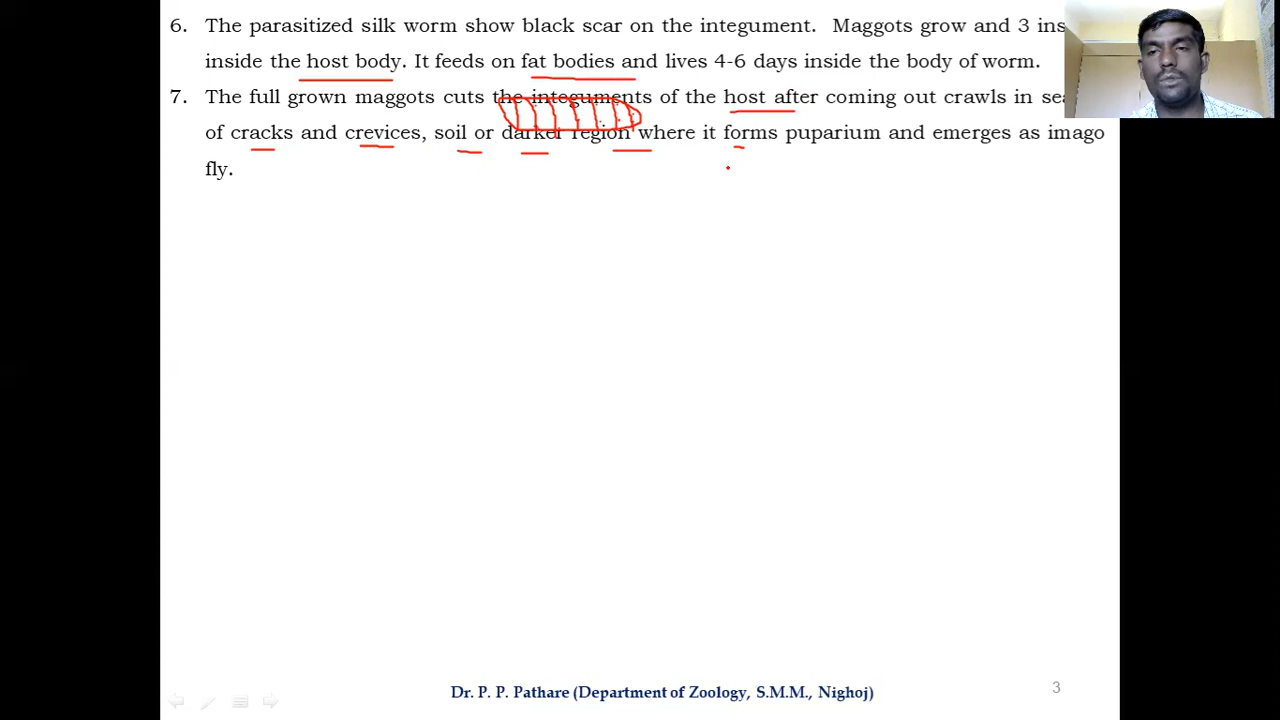 6. The parasitized silk worm show black scar on the integument. Maggots grow and 3 ins
inside the host body. It feeds on fat bodies and lives 4-6 days inside the body of worm.
7. The full grown maggots cuts the integuments of the host after coming out crawls in se
of cracks and crevices, soil or darker region where it forms puparium and emerges as imago
fly.
Dr. P. P. Pathare (Department of Zoology, S.M.M., Nighoj)
3